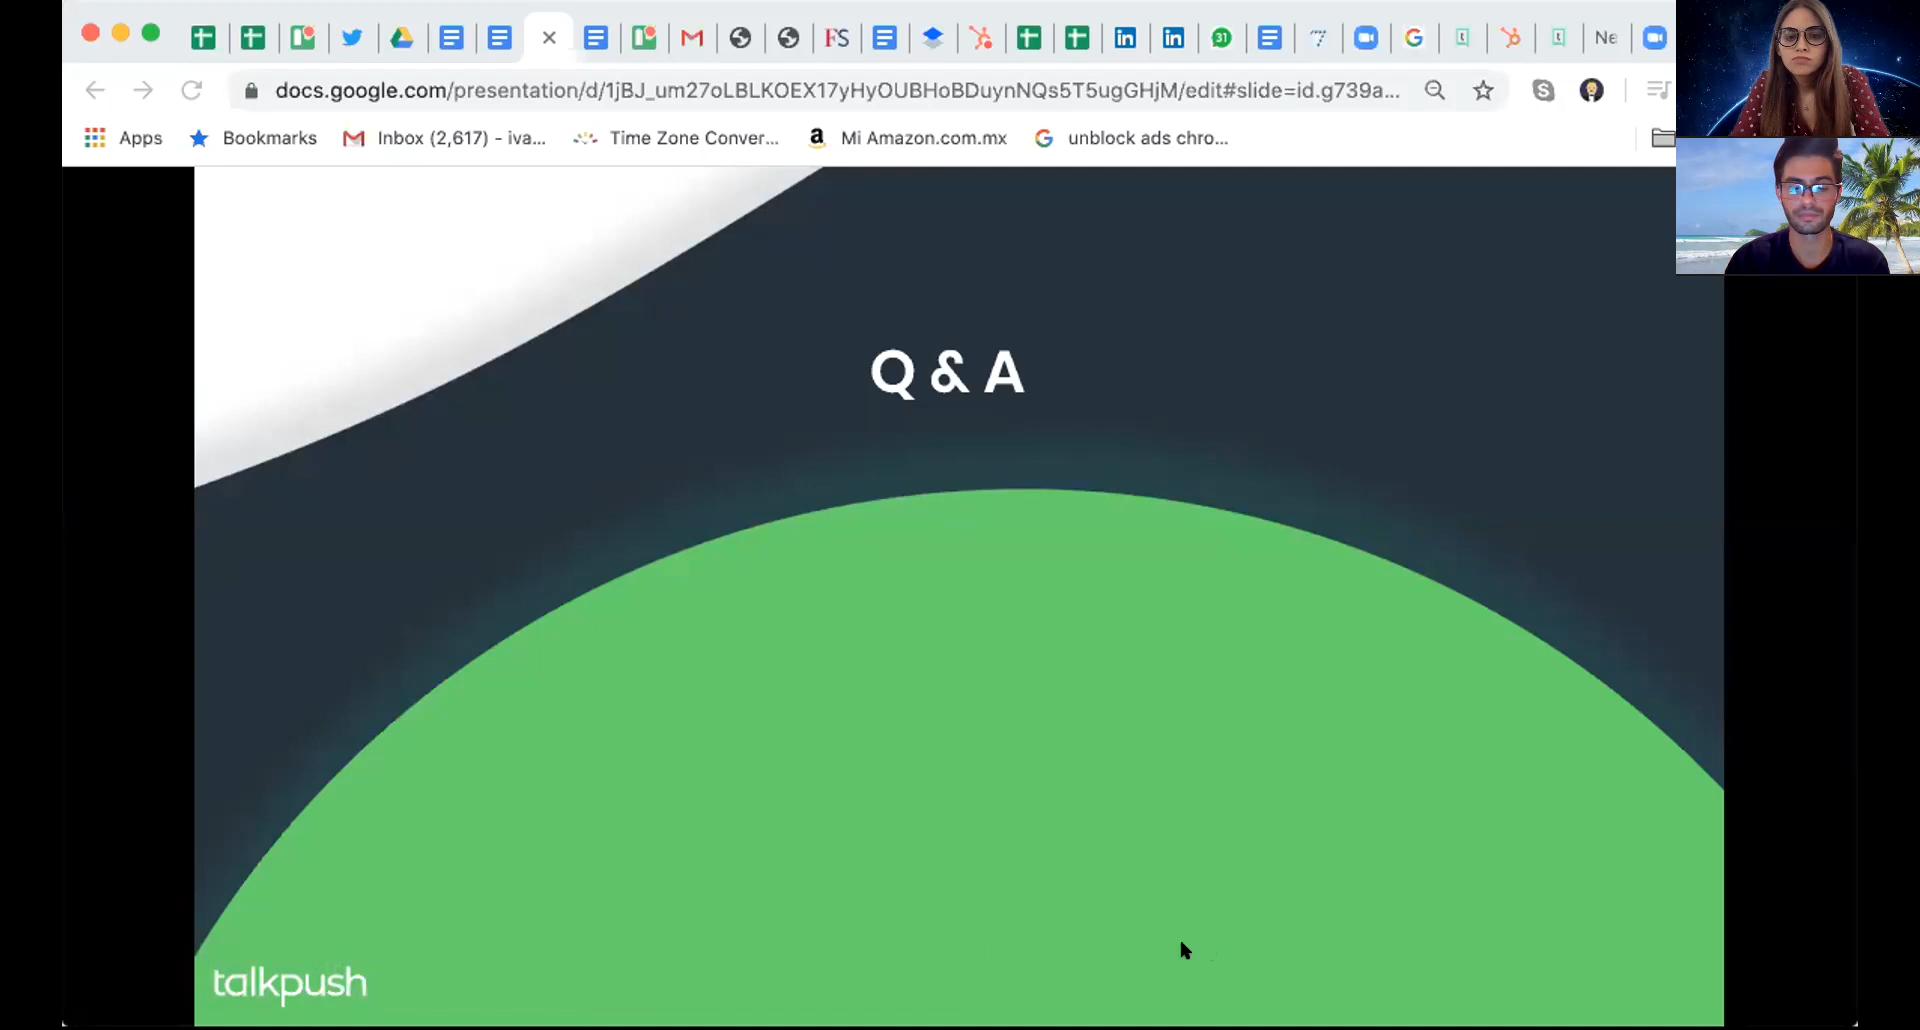 FS
31
Ne
docs.google.com/presentation/d/1jBJ_um27oLBLKOEX17yHyOUBHoBDuynNQs5T5ugGHjM/edit#slide=id.g739a...
Apps
Bookmarks
Inbox (2,617) - iva...
Time Zone Conver...
Mi Amazon.com.mx
unblock ads chro...
Q & A
talkpush